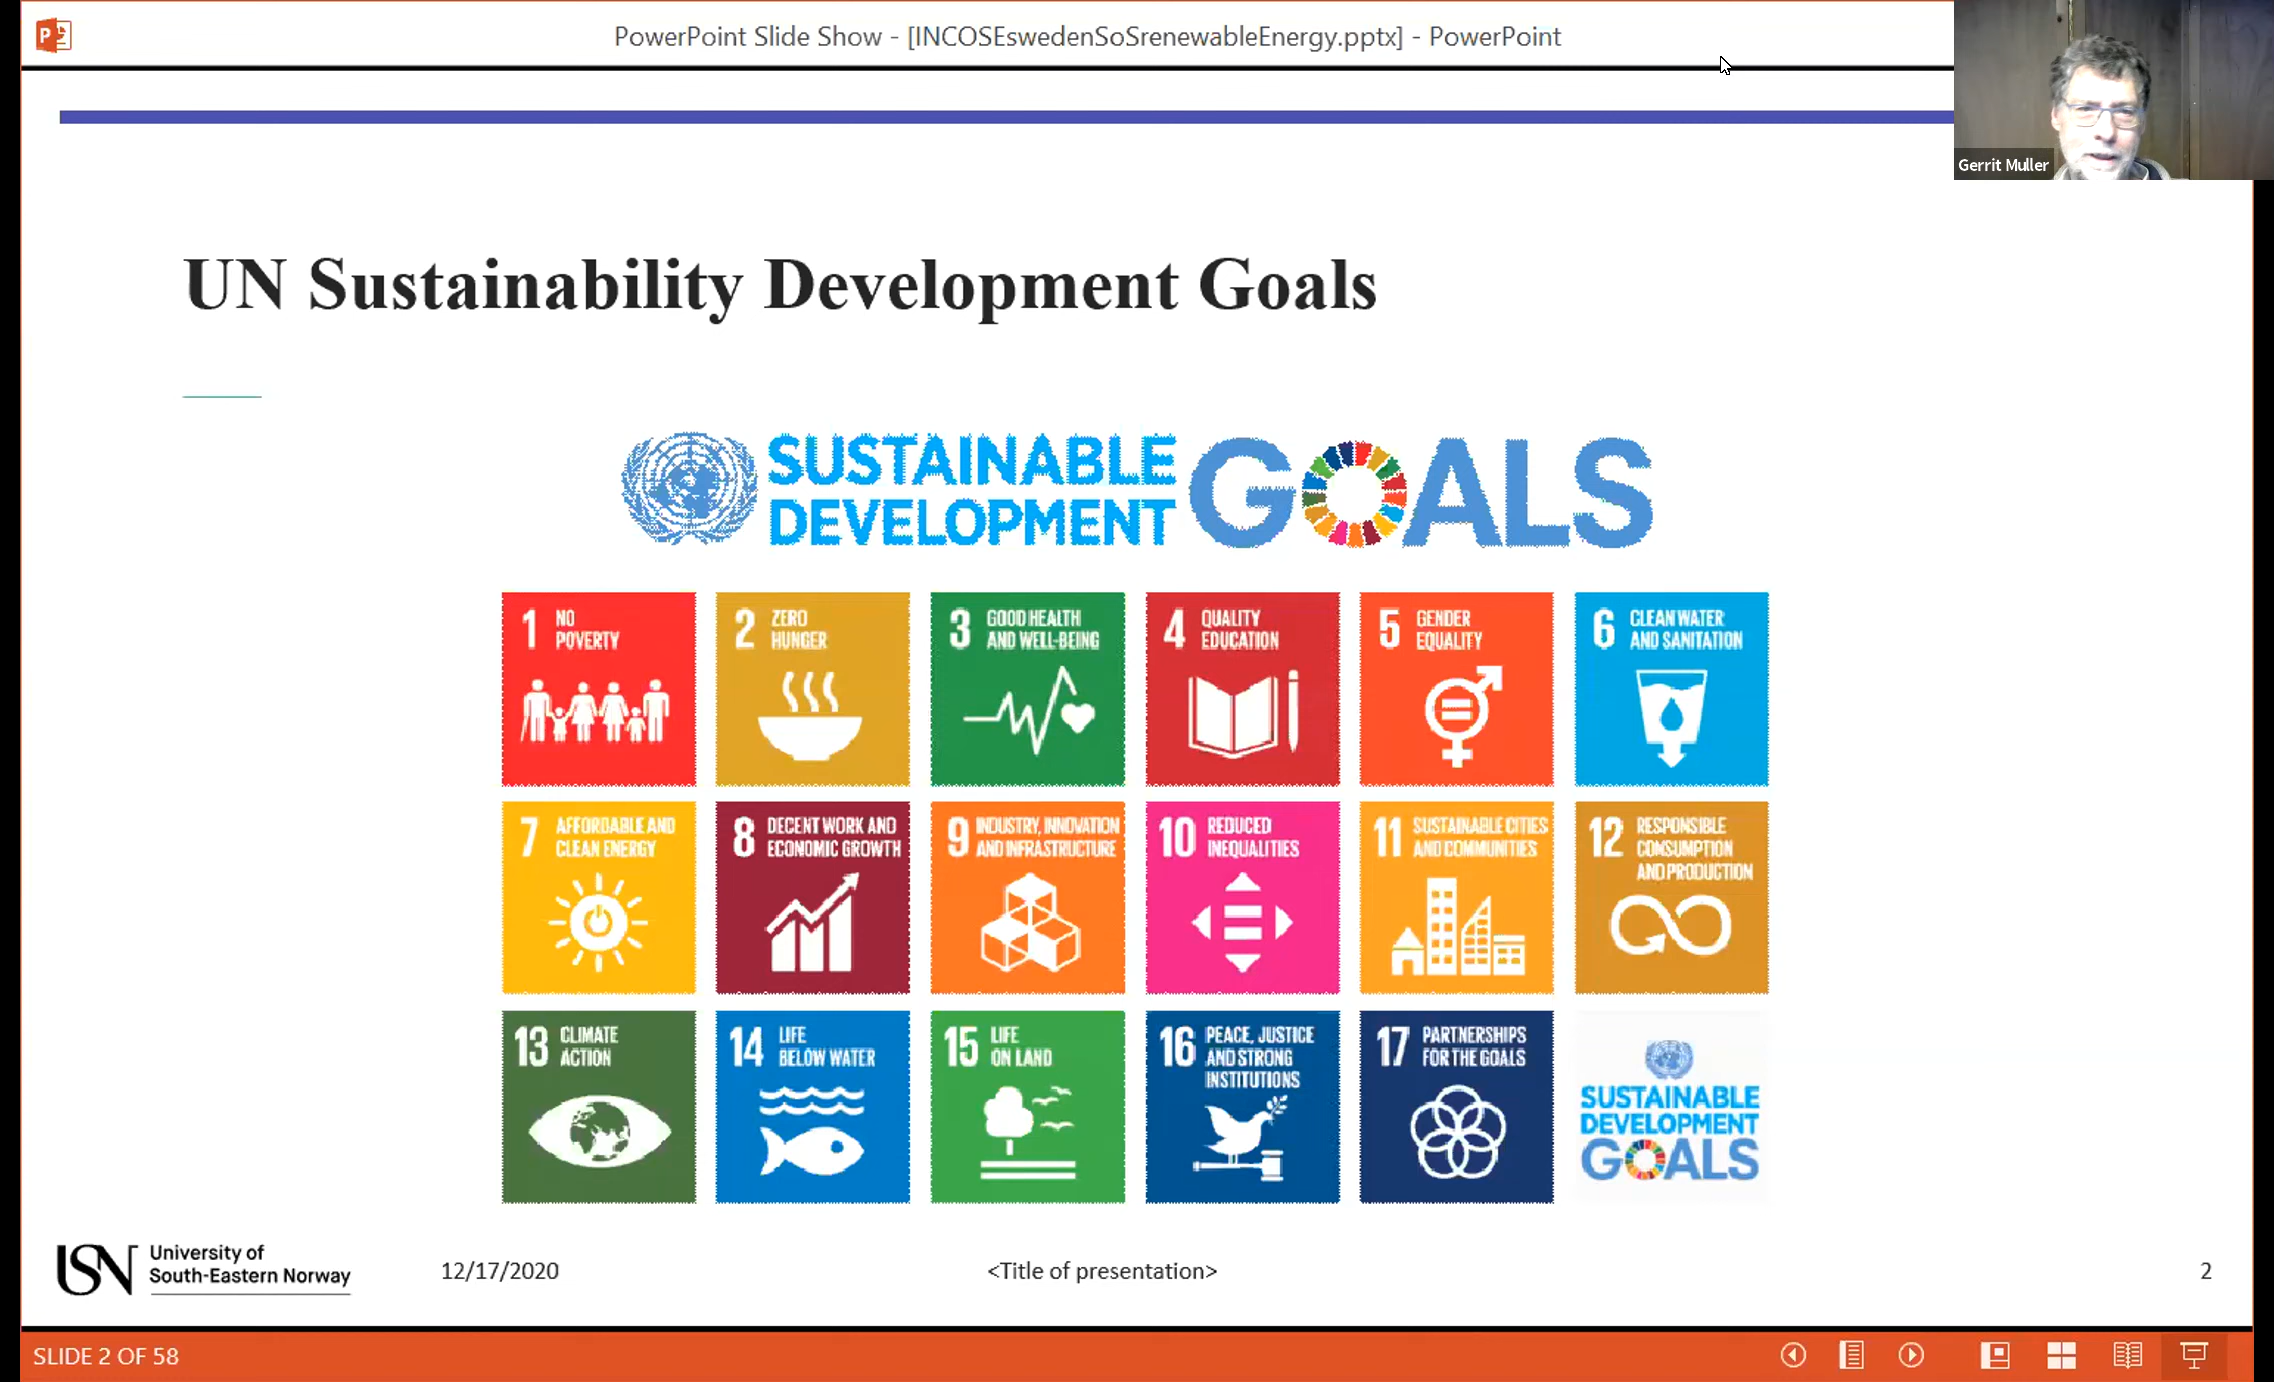 PowerPoint Slide Show - [INCOSEswedenSoSrenewableEnergy.pptx] - PowerPoint
Gerrit Muller
UN Sustainability Development Goals
SUSTAINABLE
DEVELOPMENT
GOALS
1 NO
POVERTY
2 ZERO
HUNGER
3 GOOD HEALTH
AND WELL-BEING
4 QUALITY
EDUCATION
5 GENDER
EQUALITY
6 CLEAN WATER
AND SANITATION
7 AFFORDABLE AND
CLEAN ENERGY
8 DECENT WORK AND
ECONOMIC GROWTH
9 INDUSTRY, INNOVATION
AND INFRASTRUCTURE
10 REDUCED
INEQUALITIES
11 SUSTAINABLE CITIES
AND COMMUNITIES
12 RESPONSIBLE
CONSUMPTION
AND PRODUCTION
13 CLIMATE
ACTION
14 LIFE
BELOW WATER
15 LIFE
ON LAND
16 PEACE, JUSTICE
AND STRONG
INSTITUTIONS
17 PARTNERSHIPS
FOR THE GOALS
SUSTAINABLE
DEVELOPMENT
GOALS
USN University of
South-Eastern Norway
12/17/2020
<Title of presentation>
2
SLIDE 2 OF 58